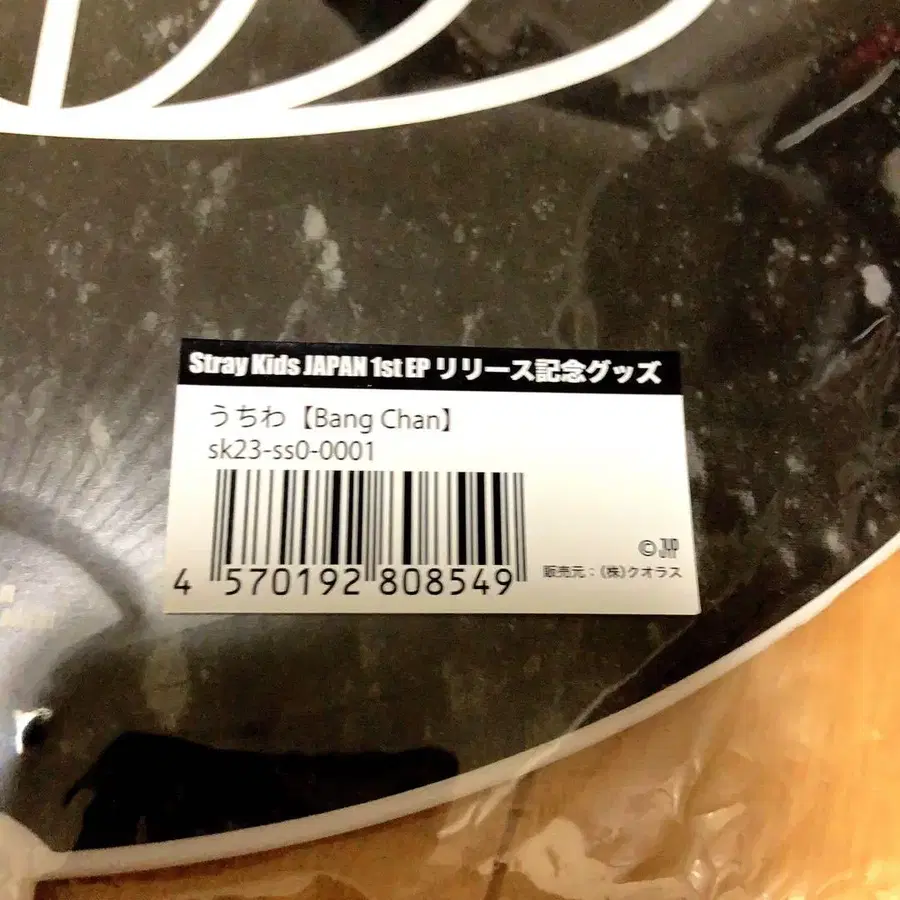 Stray Kids JAPAN 1st EP リリース記念グッズ
うちわ【Bang Chan】
sk23-ss0-0001
4 570192 808549
©JYP
販売元：(株)クオラス